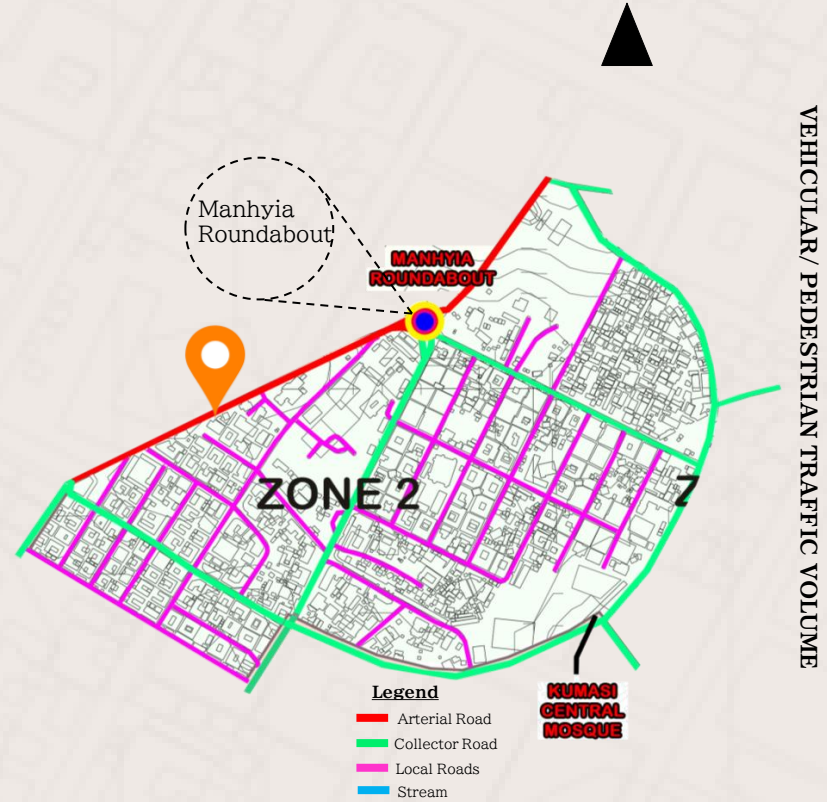 Manhyia
Roundabout
MANHYIA
ROUNDABOUT
ZONE 2
Z
KUMASI
CENTRAL
MOSQUE
Legend
Arterial Road
Collector Road
Local Roads
Stream
VEHICULAR/ PEDESTRIAN TRAFFIC VOLUME